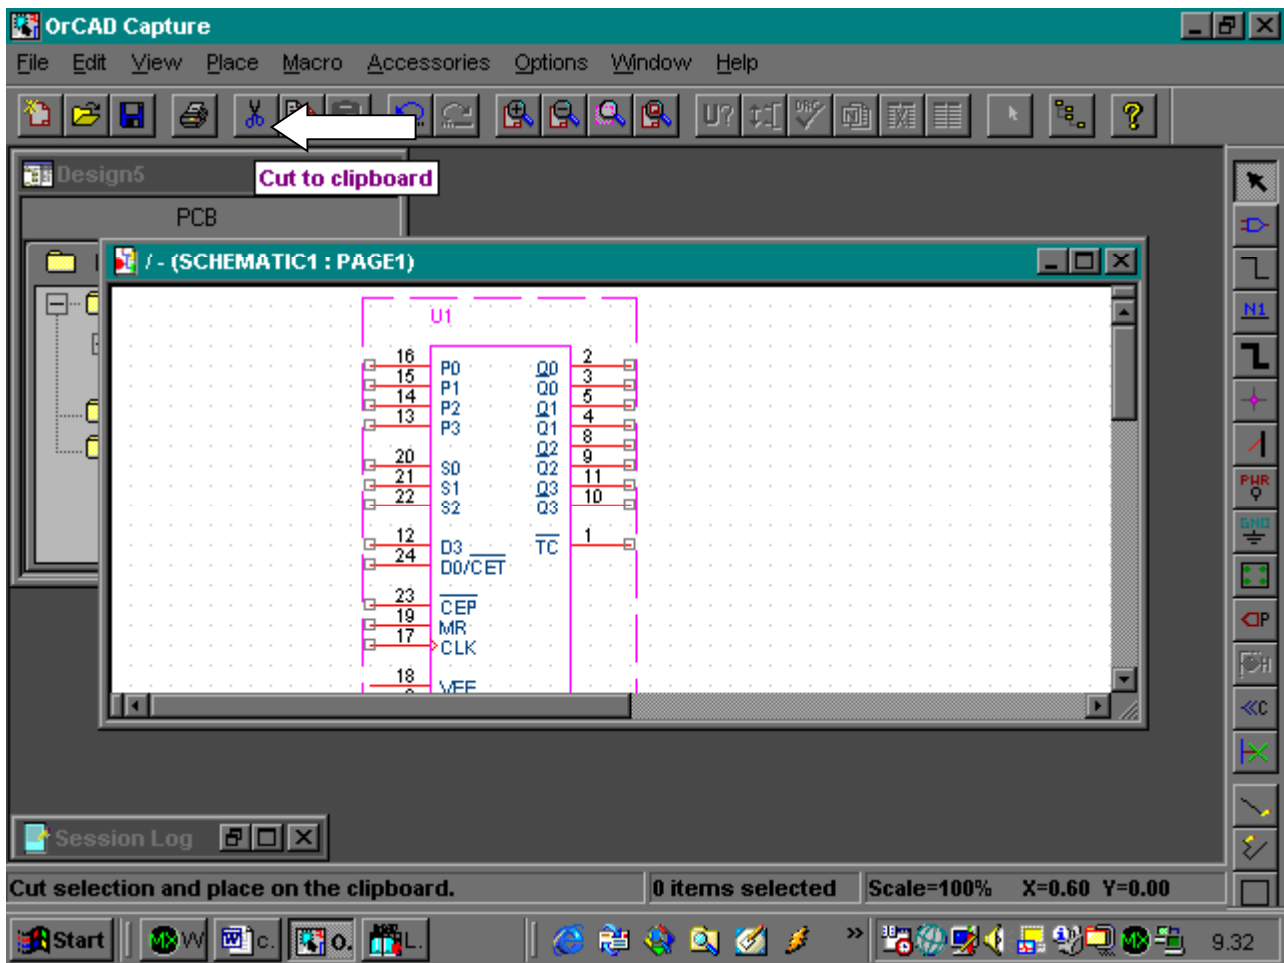 OrCAD Capture
File Edit View Place Macro Accessories Options Window Help
U? DRC N
Cut to clipboard
Design5
PCB
/ - (SCHEMATIC1 : PAGE1)
U1
16 P0 Q0 2
15 P1 Q0 3
14 P2 Q1 5
13 P3 Q1 4
Q2 8
20 S0 Q2 9
21 S1 Q3 11
22 S2 Q3 10
12 D3 TC 1
24 D0/CET
23 CEP
19 MR
17 CLK
18 VEE
N1
PWR
GND
P
H
<<C
Session Log
Cut selection and place on the clipboard. 0 items selected Scale=100% X=0.60 Y=0.00
Start MX W c. o. L. » MX 9.32